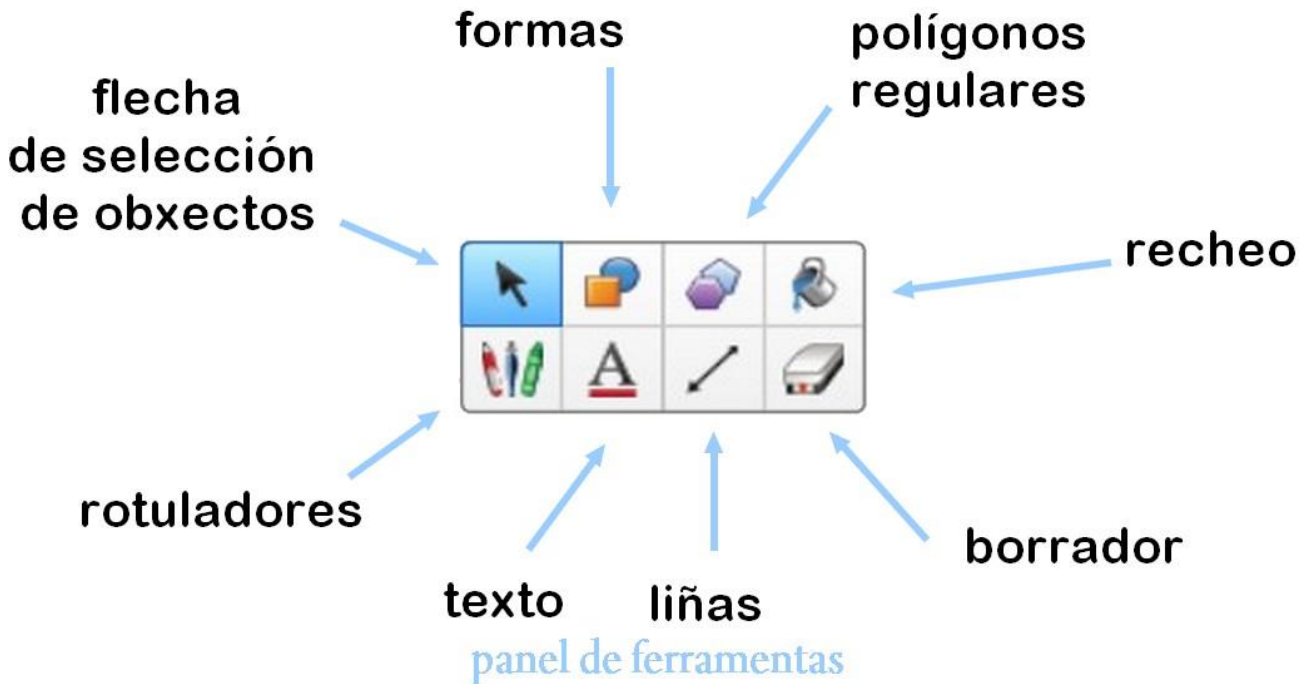 formas
polígonos
regulares
flecha
de selección
de obxectos
recheo
A
rotuladores
borrador
texto
liñas
panel de ferramentas